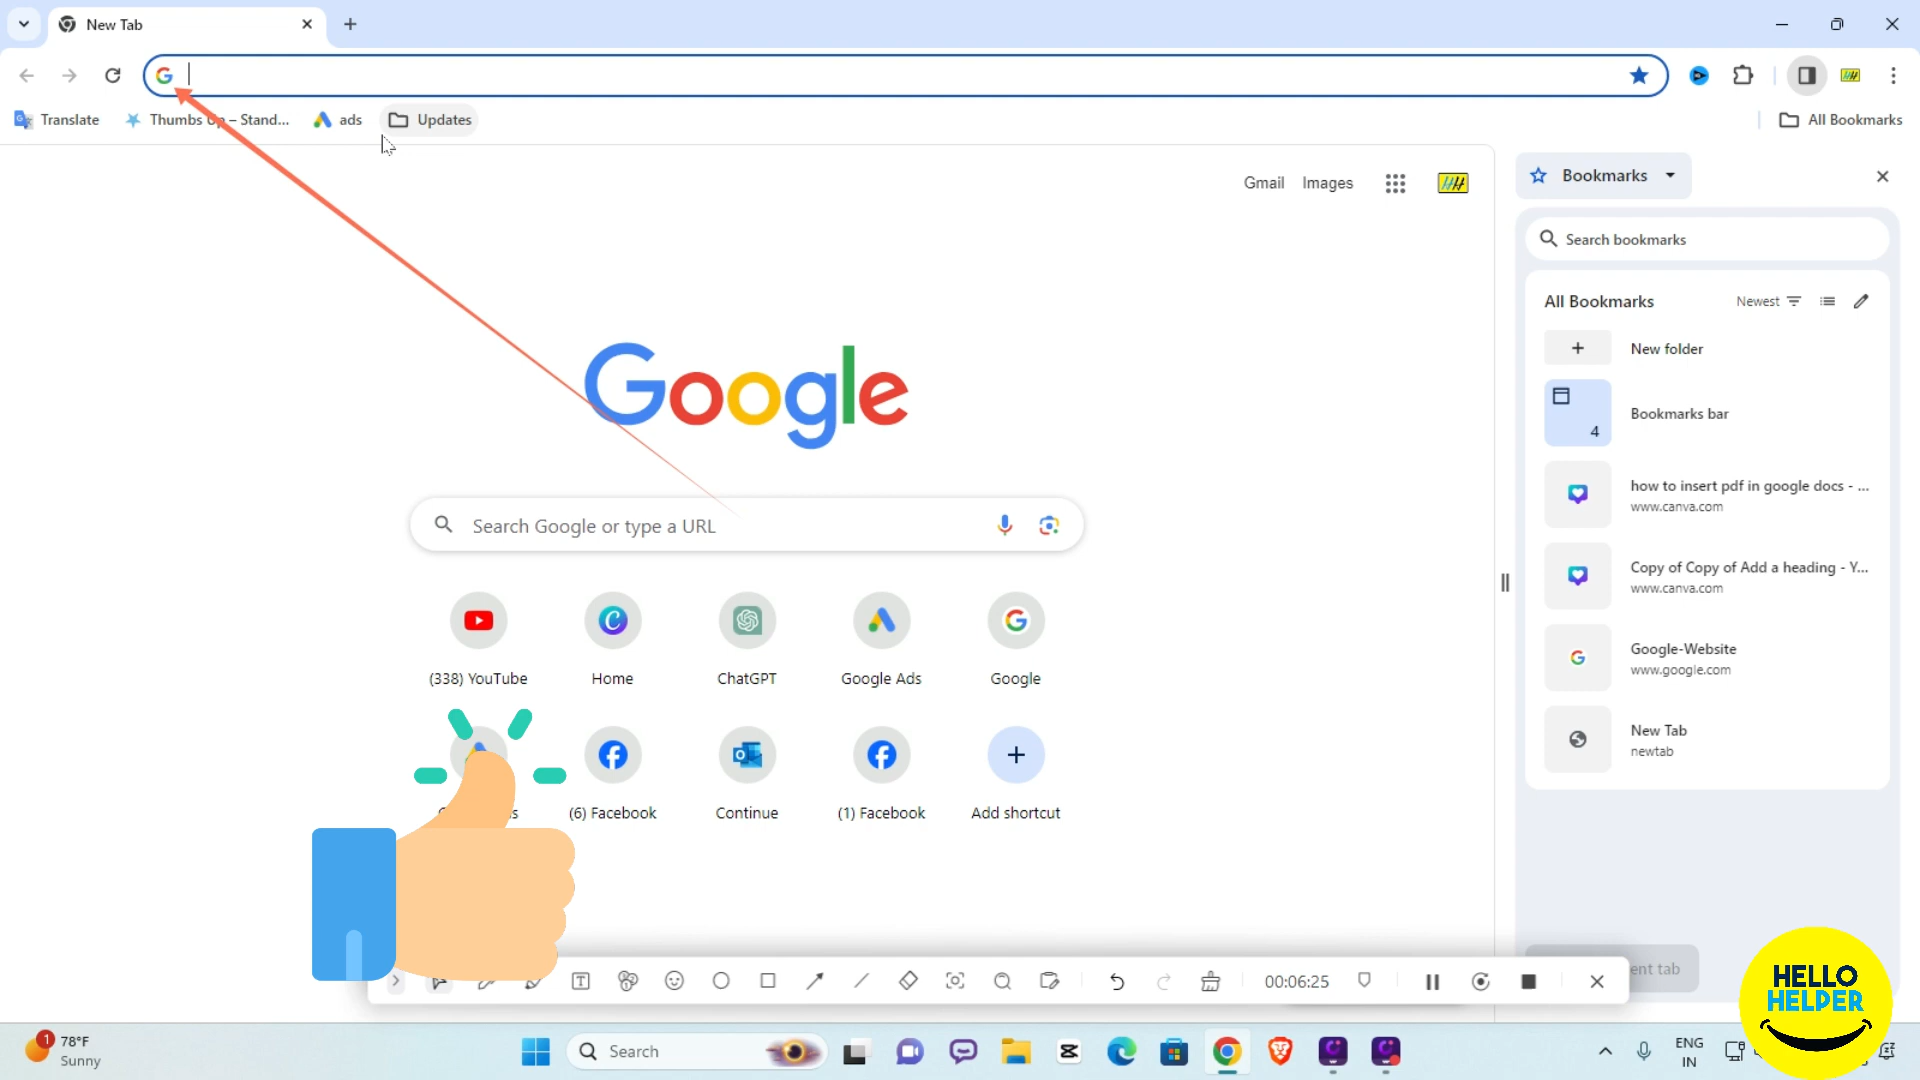 New Tab
Translate
Thumbs Up – Stand...
ads
Updates
All Bookmarks
Gmail
Images
Bookmarks
Search bookmarks
All Bookmarks
Newest
New folder
4
Bookmarks bar
how to insert pdf in google docs - ...
www.canva.com
Copy of Copy of Add a heading - Y...
www.canva.com
Google-Website
www.google.com
New Tab
newtab
Google
Search Google or type a URL
(338) YouTube
Home
ChatGPT
Google Ads
Google
(6) Facebook
Continue
(1) Facebook
Add shortcut
tab
00:06:25
HELLO
HELPER
1
78°F
Sunny
Search
ENG
IN